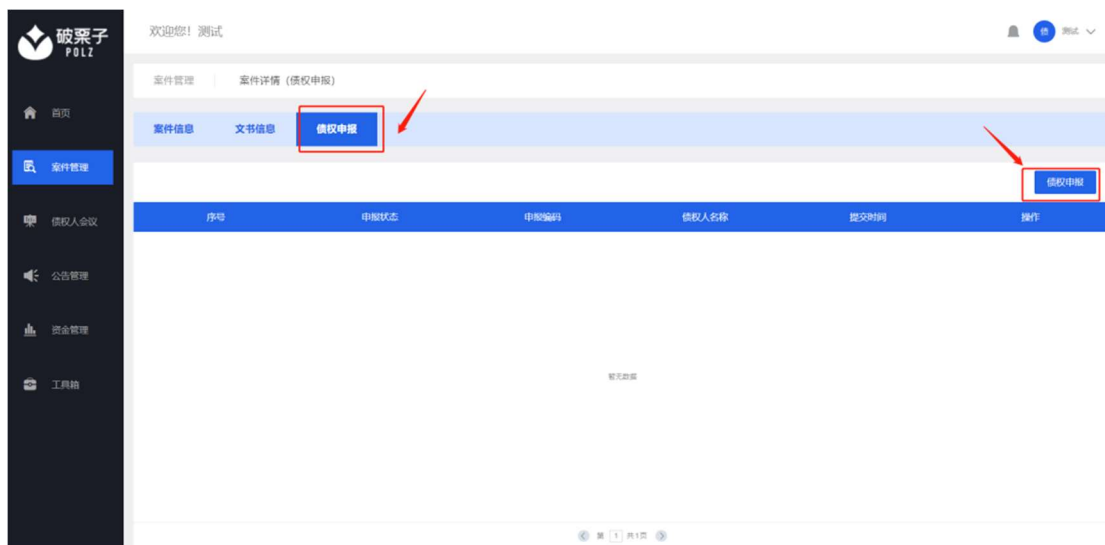 破栗子
POLZ
欢迎您！测试
债 测试
案件管理 案件详情（债权申报）
首页
案件信息 文书信息 债权申报
案件管理
债权申报
债权人会议
序号 申报状态 申报编码 债权人名称 提交时间 操作
公告管理
资金管理
暂无数据
工具箱
第 1 共1页